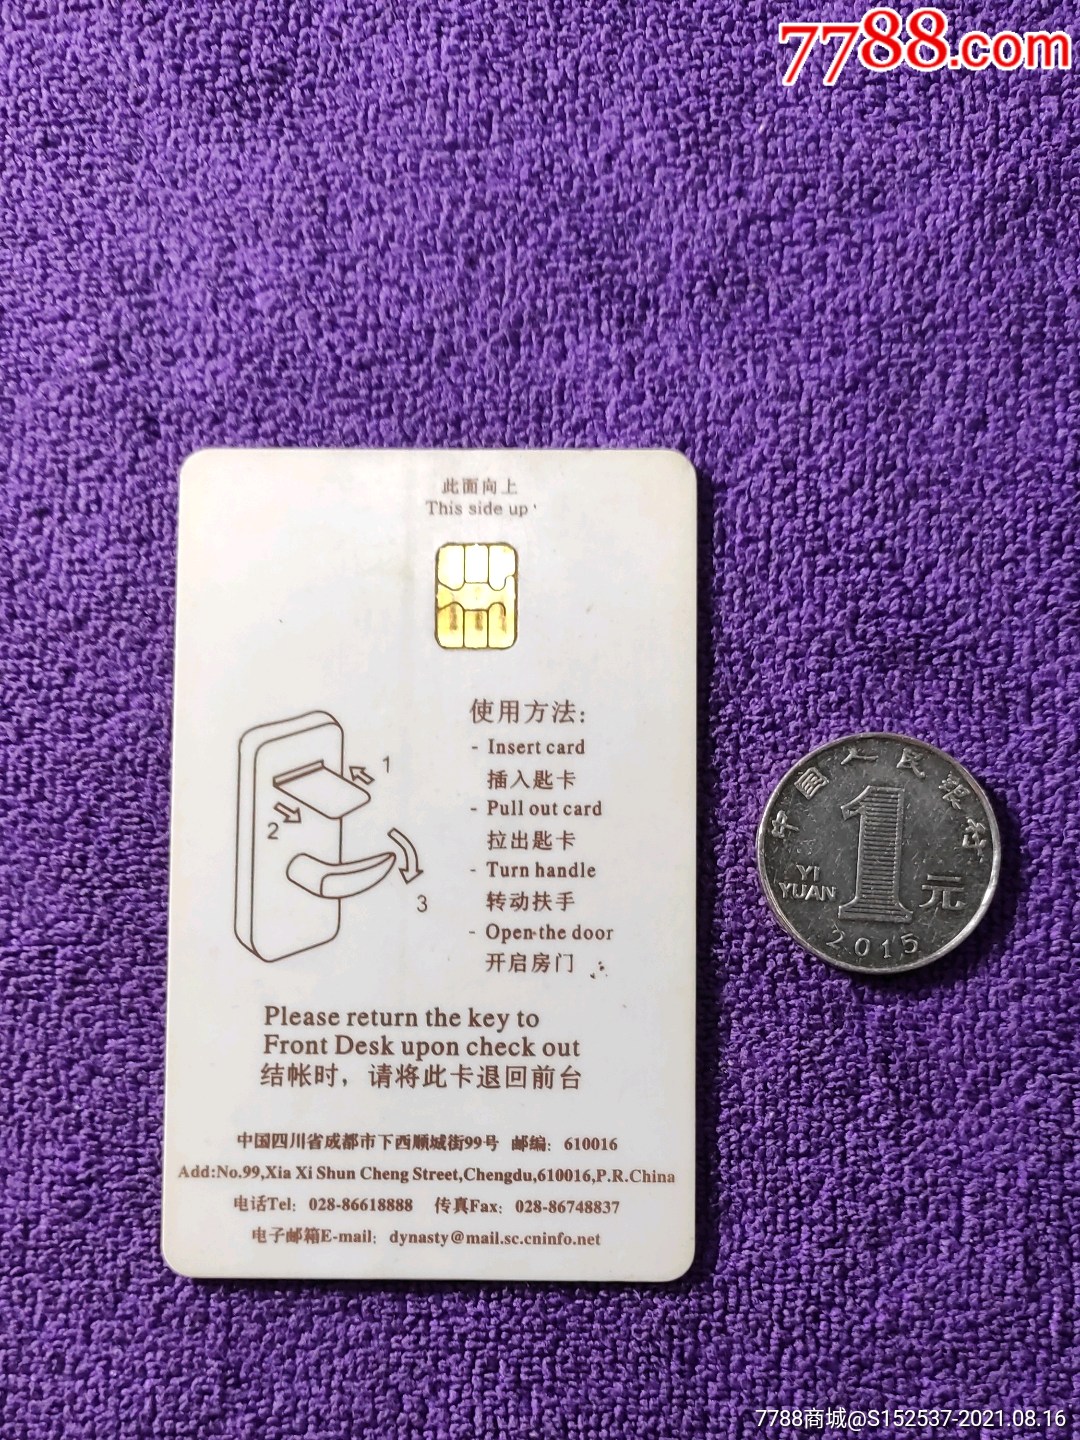 7788.com
此面向上
This side up
使用方法:
- Insert card
插入匙卡
- Pull out card
拉出匙卡
- Turn handle
转动扶手
- Open the door
开启房门
1
2
3
Please return the key to
Front Desk upon check out
结帐时，请将此卡退回前台
中国四川省成都市下西顺城街99号 邮编：610016
Add:No.99,Xia Xi Shun Cheng Street,Chengdu,610016,P.R.China
电话Tel：028-86618888 传真Fax：028-86748837
电子邮箱E-mail：dynasty@mail.sc.cninfo.net
中国人民银行
YI
YUAN
1
元
2015
7788商城@S152537-2021.08.16